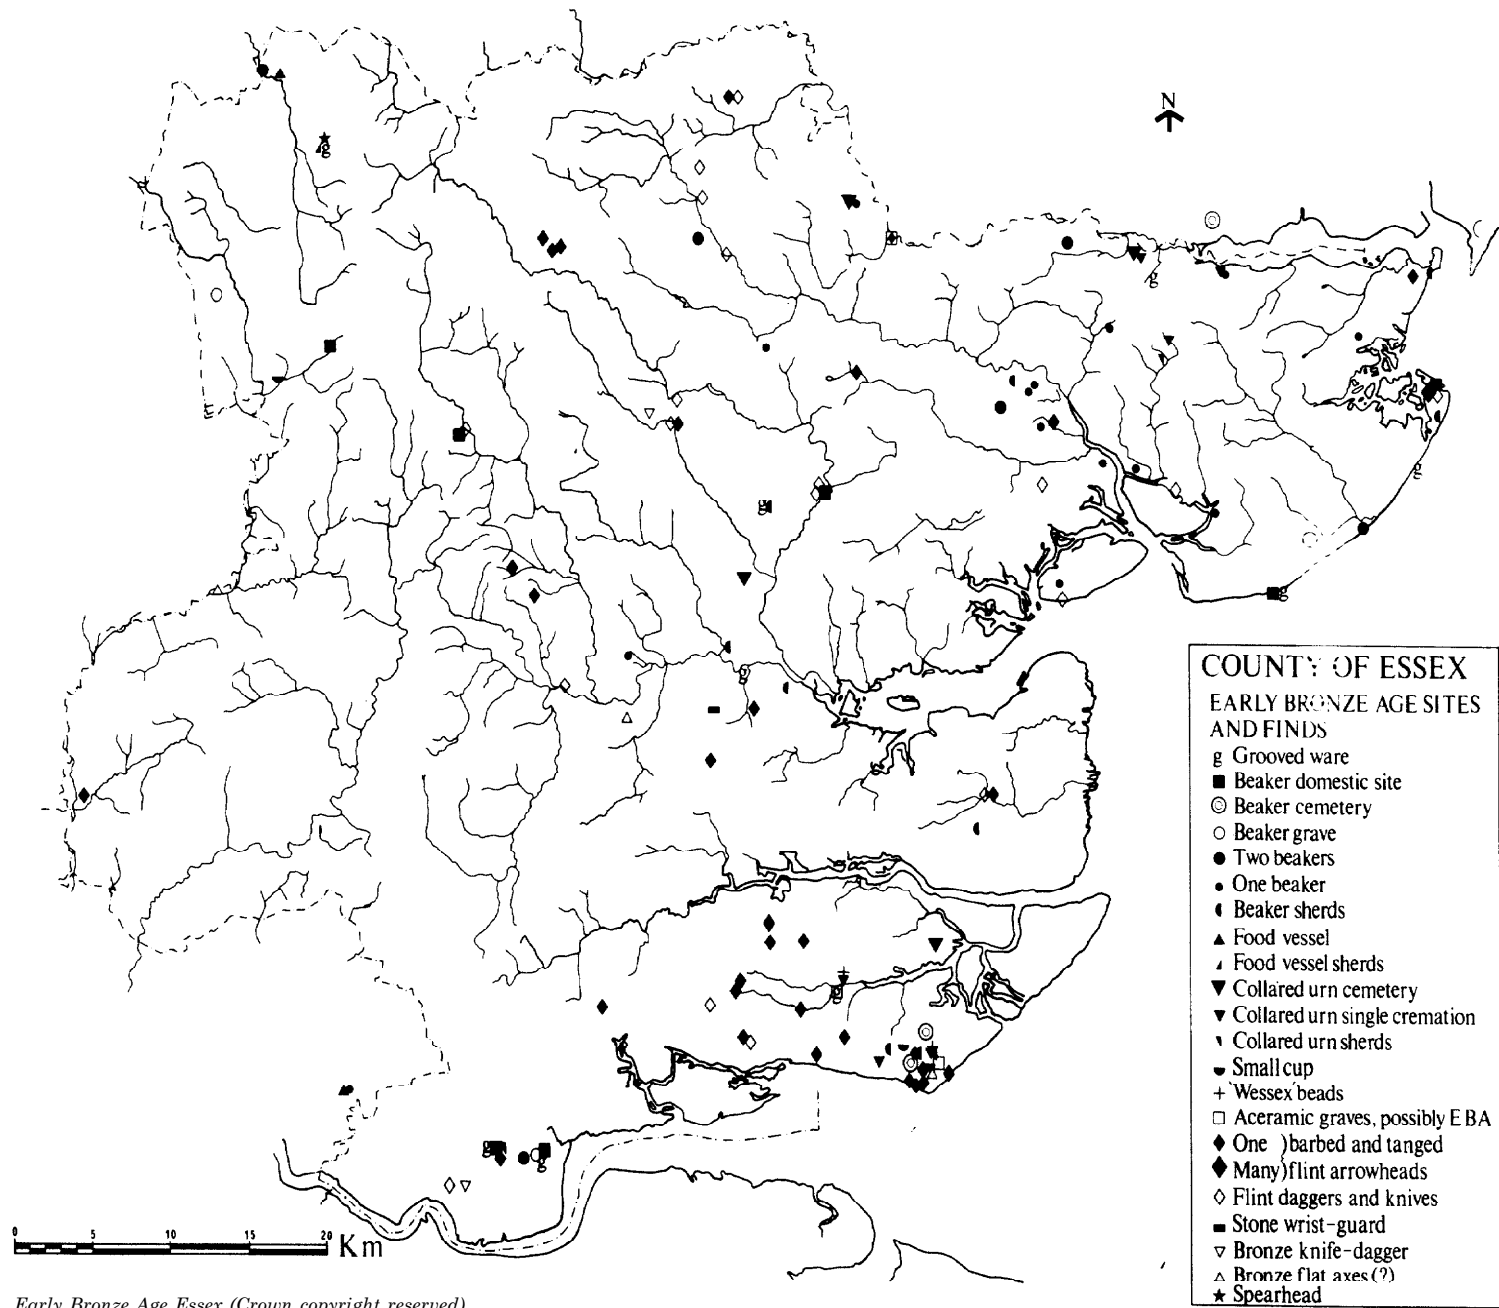 N
COUNTY OF ESSEX
EARLY BRONZE AGE SITES
AND FINDS
g Grooved ware
Beaker domestic site
Beaker cemetery
Beaker grave
Two beakers
One beaker
Beaker sherds
Food vessel
Food vessel sherds
Collared urn cemetery
Collared urn single cremation
Collared urn sherds
Small cup
'Wessex' beads
Aceramic graves, possibly EBA
One ) barbed and tanged
Many) flint arrowheads
Flint daggers and knives
Stone wrist-guard
Bronze knife-dagger
Bronze flat axes (?)
Spearhead
0 5 10 15 20 Km
Early Bronze Age Essex (Crown copyright reserved)
g
g
g
g
g
g
g
g
g
g